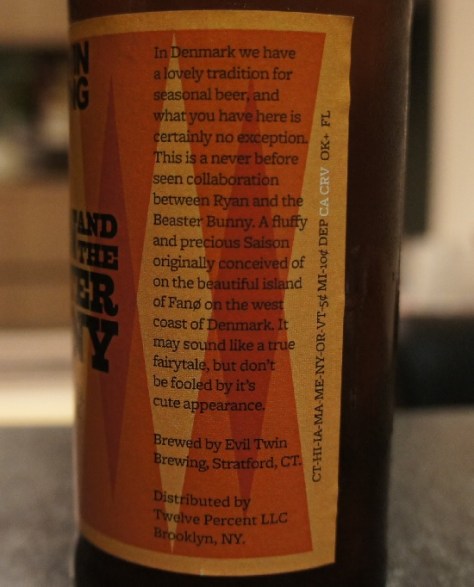 AND
THE
In Denmark we have
a lovely tradition for
seasonal beer, and
what you have here is
certainly no exception.
This is a never before
seen collaboration
between Ryan and the
Beaster Bunny. A fluffy
and precious Saison
originally conceived of
on the beautiful island
of Fanø on the west
coast of Denmark. It
may sound like a true
fairytale, but don't
be fooled by it's
cute appearance.
Brewed by Evil Twin
Brewing, Stratford, CT.
Distributed by
Twelve Percent LLC
Brooklyn, NY.
CT-HI-IA-MA-ME-NY-OR-VT-5¢ MI-10¢ DEP CA CRV OK+ FL